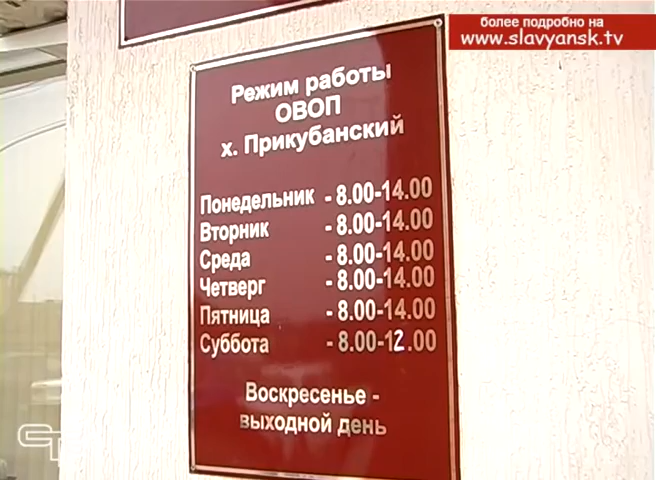 более подробно на
www.slavyansk.tv
Режим работы
ОВОП
х. Прикубанский
Понедельник - 8.00-14.00
Вторник - 8.00-14.00
Среда - 8.00-14.00
Четверг - 8.00-14.00
Пятница - 8.00-14.00
Суббота - 8.00-12.00
Воскресенье -
выходной день